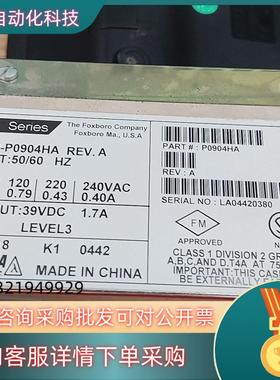 自动化科技
Series
The Foxboro Company
Foxboro Ma., U.S.A
-P0904HA REV. A
T:50/60 HZ
PART #: P0904HA
REV: A
120 220 240VAC
0.79 0.43 0.40A
SERIAL NO: LA04420380
UT:39VDC 1.7A
LEVEL3
FM
APPROVED
8 K1 0442
MADE IN CHINA
CLASS 1 DIVISION 2 GR
A,B,C,AND D.T4A AT 75
IMPORTANT:THIS CA
BE EXTERNALLY F
321949929
咨询采购批发可对公开票
客服详情等下单采购